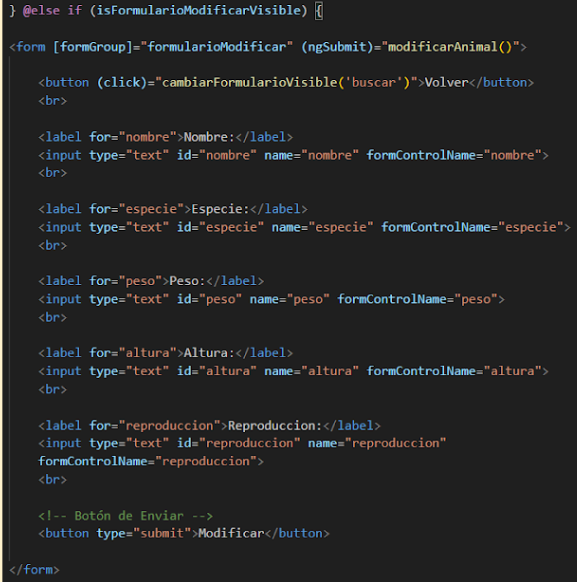 } @else if (isFormularioModificarVisible) {
<form [formGroup]="formularioModificar" (ngSubmit)="modificarAnimal()">
<button (click)="cambiarFormularioVisible('buscar')">Volver</button>
<br>
<label for="nombre">Nombre:</label>
<input type="text" id="nombre" name="nombre" formControlName="nombre">
<br>
<label for="especie">Especie:</label>
<input type="text" id="especie" name="especie" formControlName="especie">
<br>
<label for="peso">Peso:</label>
<input type="text" id="peso" name="peso" formControlName="peso">
<br>
<label for="altura">Altura:</label>
<input type="text" id="altura" name="altura" formControlName="altura">
<br>
<label for="reproduccion">Reproduccion:</label>
<input type="text" id="reproduccion" name="reproduccion"
formControlName="reproduccion">
<br>
<!-- Botón de Enviar -->
<button type="submit">Modificar</button>
</form>